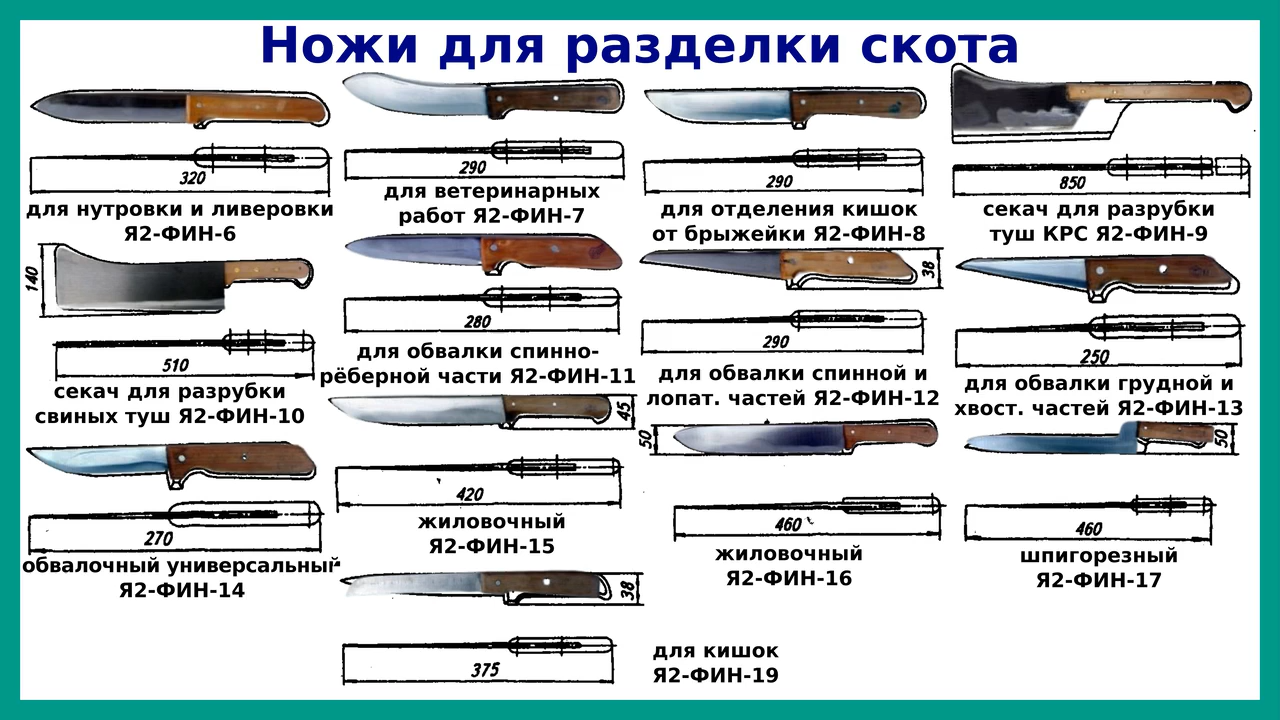 Ножи для разделки скота
320
для нутровки и ливеровки
Я2-ФИН-6
290
для ветеринарных
работ Я2-ФИН-7
290
для отделения кишок
от брыжейки Я2-ФИН-8
850
секач для разрубки
туш КРС Я2-ФИН-9
140
510
секач для разрубки
свиных туш Я2-ФИН-10
280
для обвалки спинно-
рёберной части Я2-ФИН-11
38
290
для обвалки спинной и
лопат. частей Я2-ФИН-12
250
для обвалки грудной и
хвост. частей Я2-ФИН-13
270
обвалочный универсальный
Я2-ФИН-14
45
420
жиловочный
Я2-ФИН-15
50
460
жиловочный
Я2-ФИН-16
50
460
шпигорезный
Я2-ФИН-17
38
375
для кишок
Я2-ФИН-19